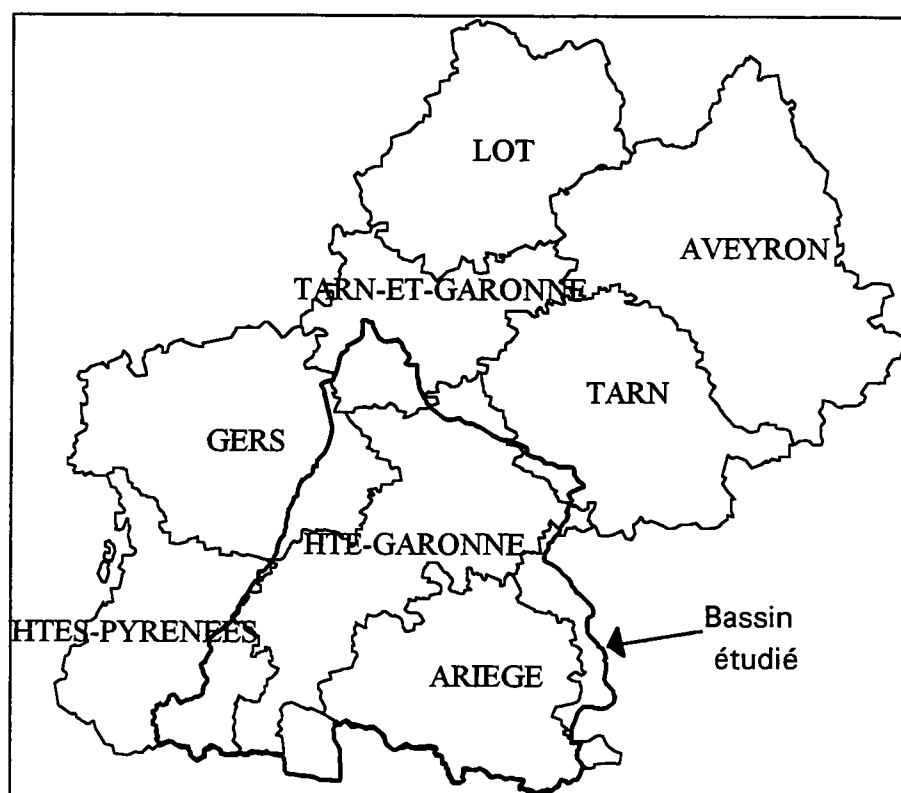 LOT
AVEYRON
TARN-ET-GARONNE
TARN
GERS
HTE-GARONNE
HTES-PYRENEES
Bassin
étudié
ARIEGE